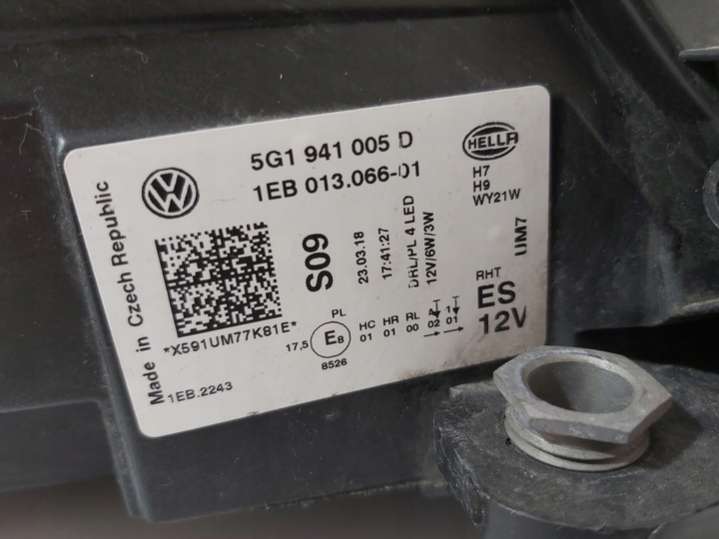 5G1 941 005 D
1EB 013.066-01
HELLA
H7
H9
WY21W
Made in Czech Republic
*X591UM77K81E*
1EB.2243
S09
23.03.18
17:41:27
DRL/PL 4 LED
12V/6W/3W
UM7
RHT
ES
12V
PL
17,5
E8
8526
HC HR RL
01 01 00 02 01